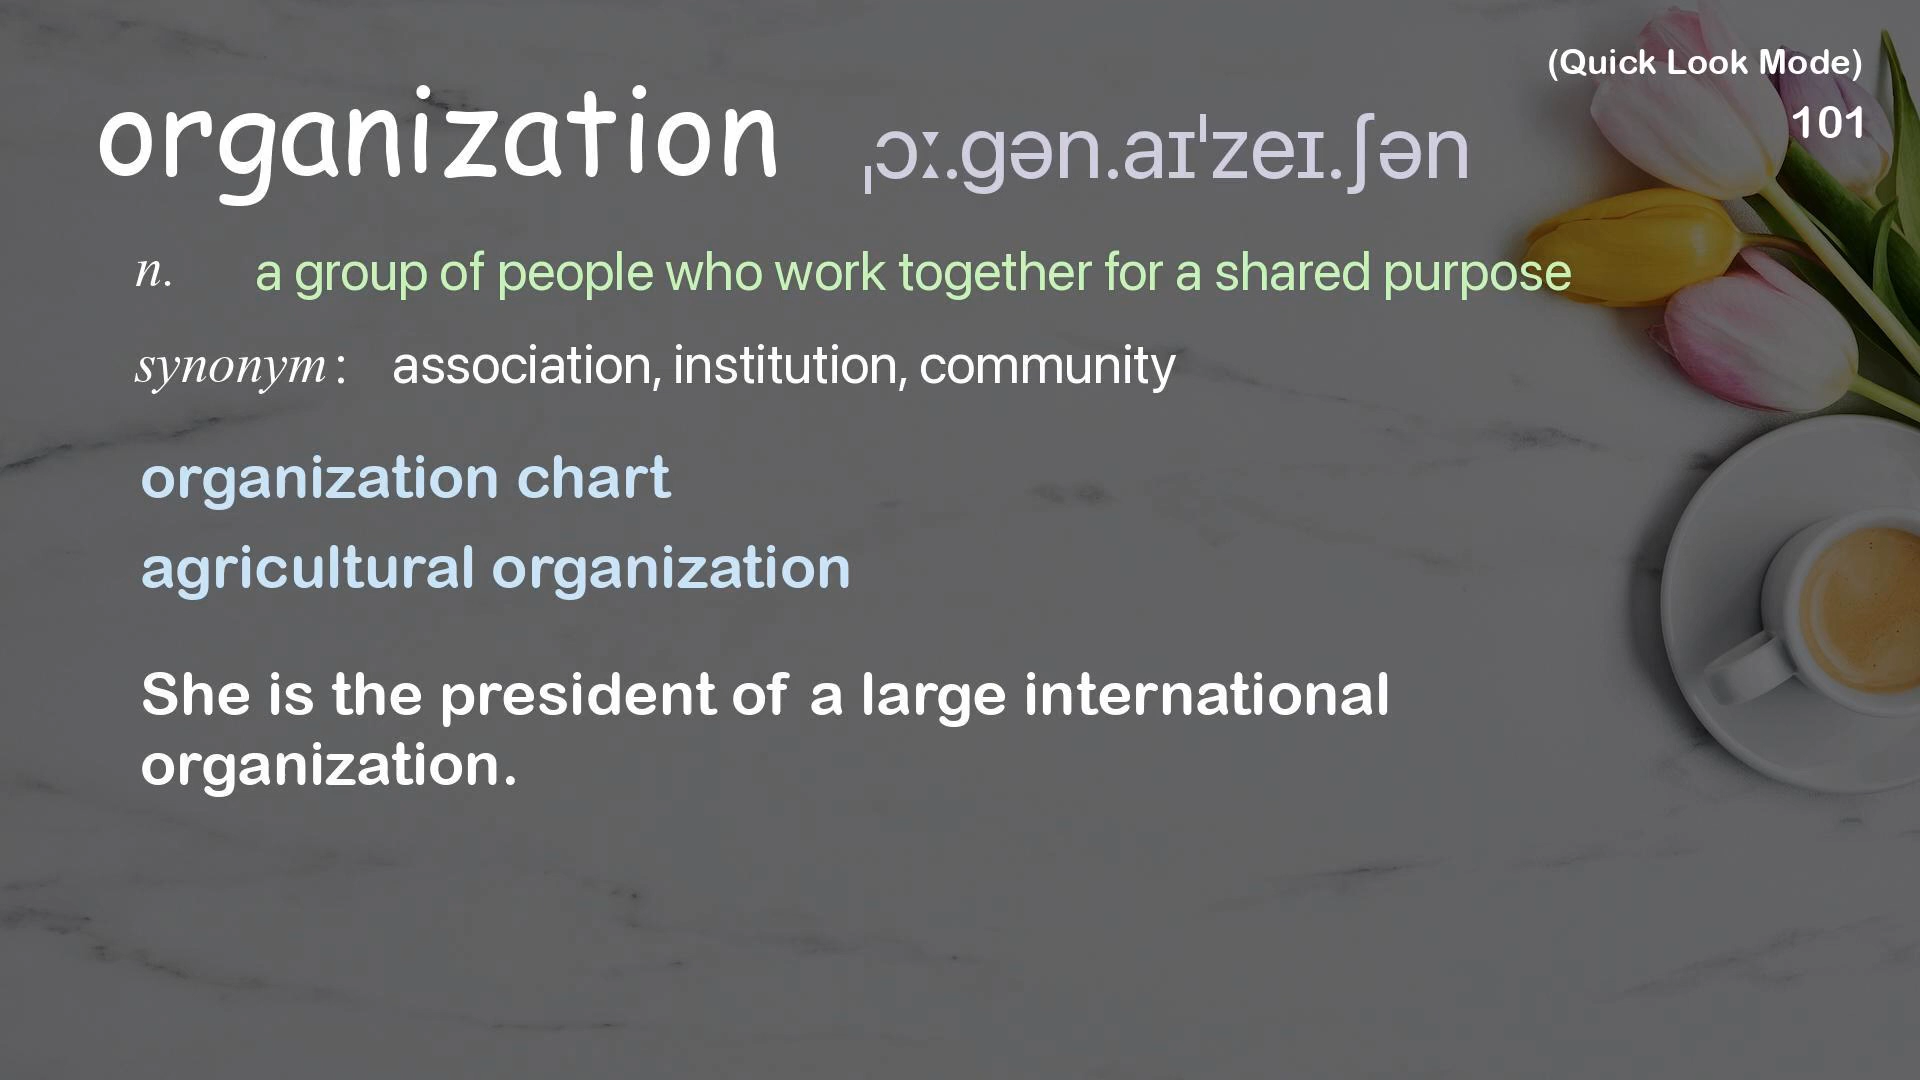 (Quick Look Mode)
101
organization ˌɔː.gən.aɪˈzeɪ.ʃən
n. a group of people who work together for a shared purpose
synonym : association, institution, community
organization chart
agricultural organization
She is the president of a large international
organization.